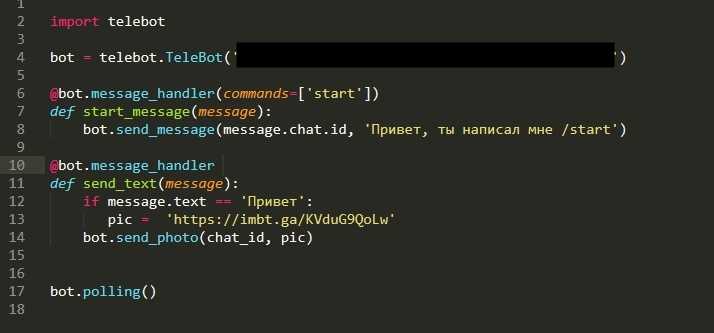 1
2 import telebot
3
4 bot = telebot.TeleBot('')
5
6 @bot.message_handler(commands=['start'])
7 def start_message(message):
8 bot.send_message(message.chat.id, 'Привет, ты написал мне /start')
9
10 @bot.message_handler
11 def send_text(message):
12 if message.text == 'Привет':
13 pic = 'https://imbt.ga/KVduG9QoLw'
14 bot.send_photo(chat_id, pic)
15
16
17 bot.polling()
18